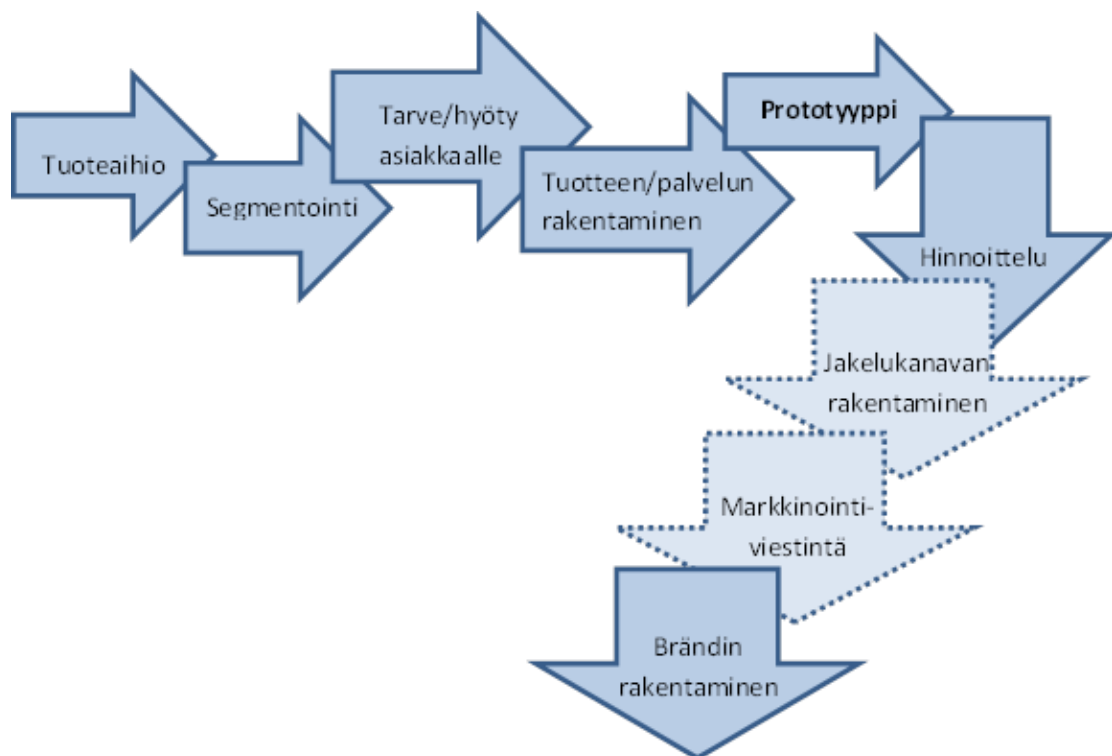 Tuoteaihio
Segmentointi
Tarve/hyöty
asiakkaalle
Tuotteen/palvelun
rakentaminen
Prototyyppi
Hinnoittelu
Jakelukanavan
rakentaminen
Markkinointi-
viestintä
Brändin
rakentaminen